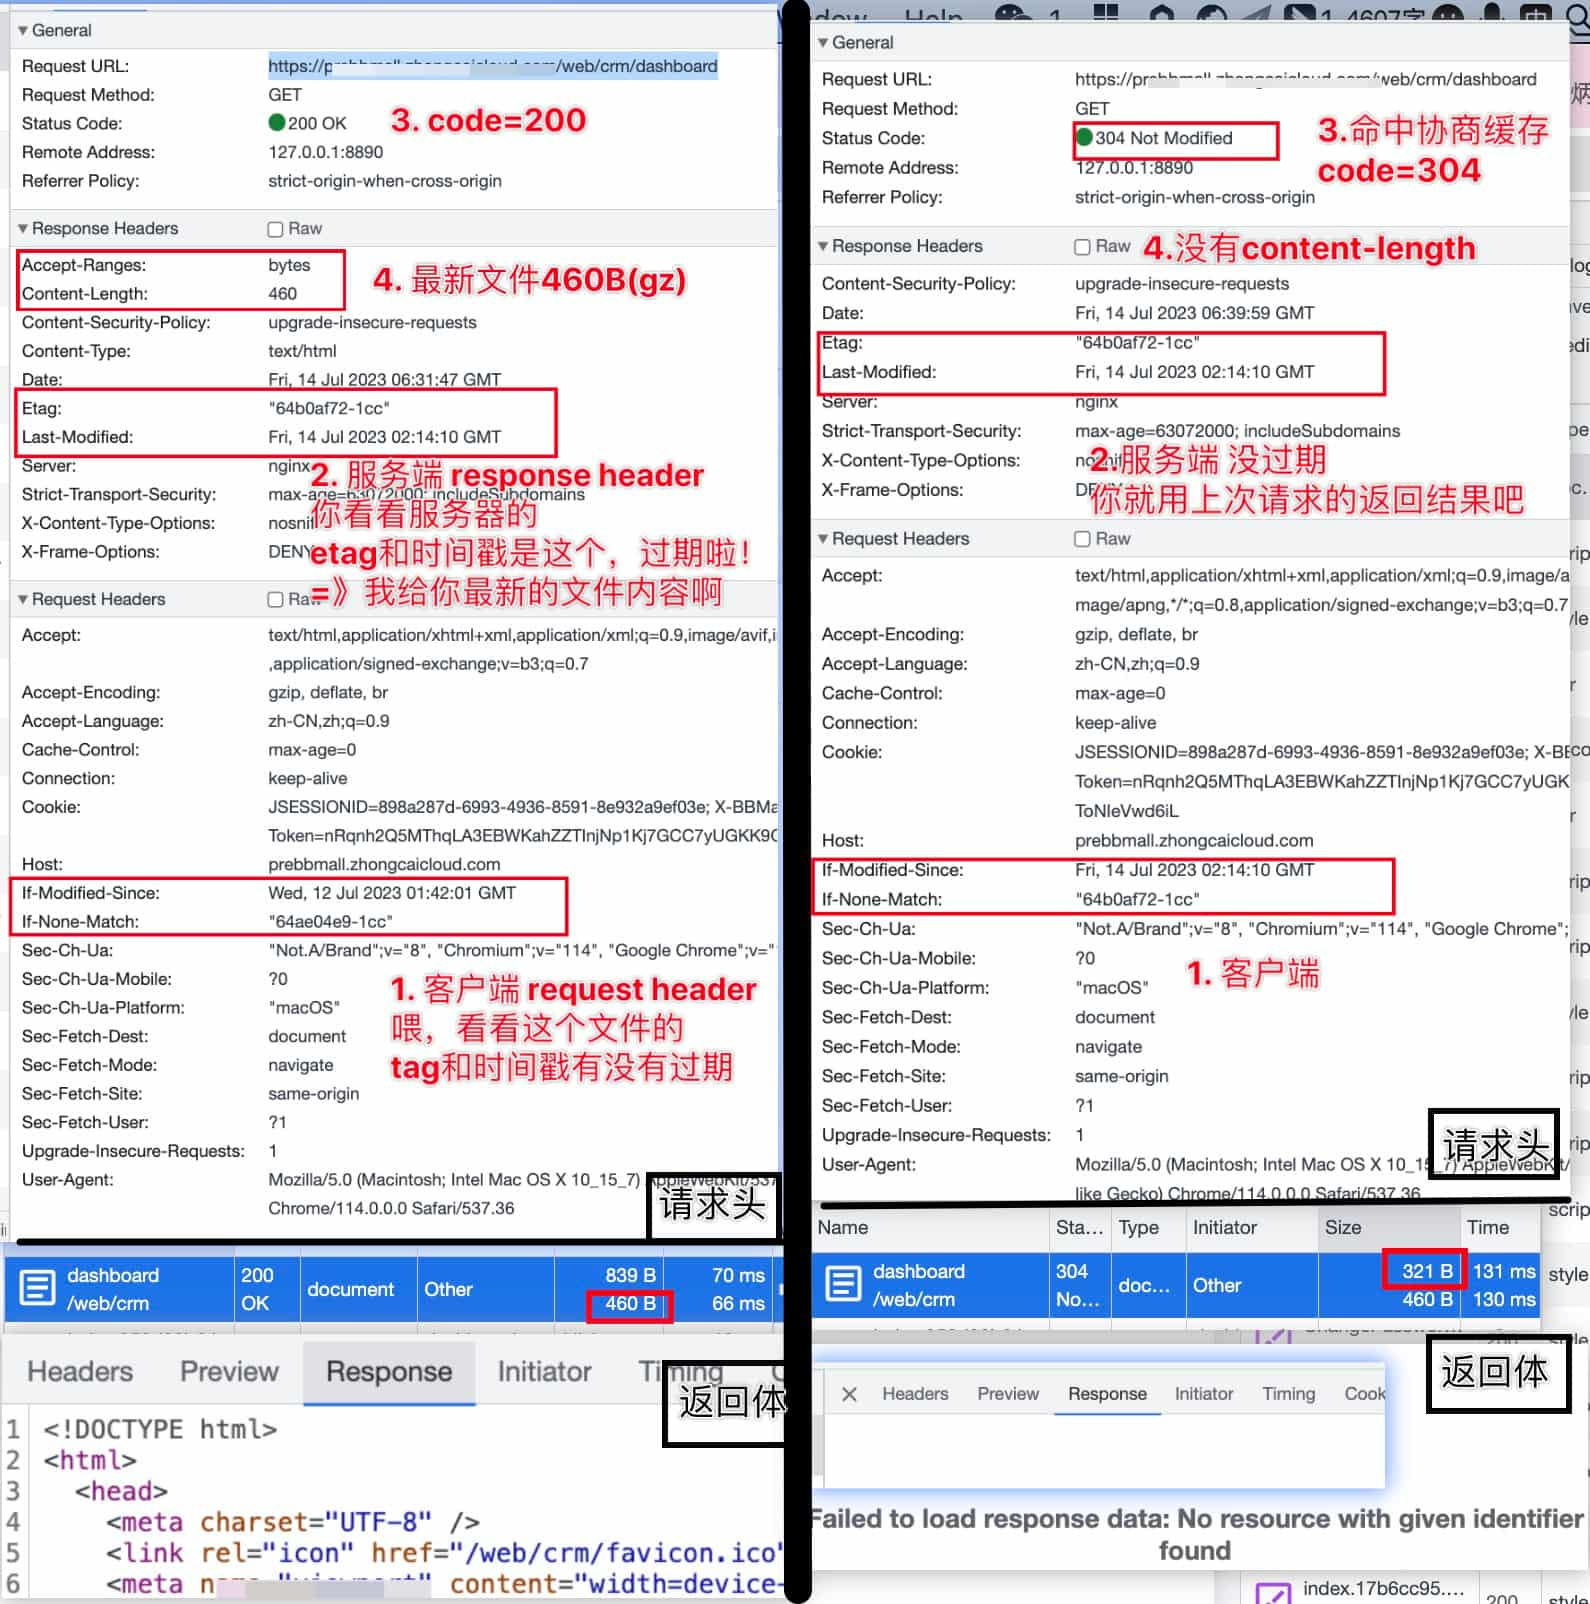 General
Request URL: https://p /web/crm/dashboard
Request Method: GET
Status Code: 200 OK
3. code=200
Remote Address: 127.0.0.1:8890
Referrer Policy: strict-origin-when-cross-origin
Response Headers Raw
Accept-Ranges: bytes
Content-Length: 460
4. 最新文件460B(gz)
Content-Security-Policy: upgrade-insecure-requests
Content-Type: text/html
Date: Fri, 14 Jul 2023 06:31:47 GMT
Etag: "64b0af72-1cc"
Last-Modified: Fri, 14 Jul 2023 02:14:10 GMT
Server: nginx
Strict-Transport-Security: max-age=63072000; includeSubdomains
X-Content-Type-Options: nosnif
X-Frame-Options: DENY
2. 服务端 response header
你看看服务器的
etag和时间戳是这个，过期啦！
=》我给你最新的文件内容啊
Request Headers Raw
Accept: text/html,application/xhtml+xml,application/xml;q=0.9,image/avif,i
,application/signed-exchange;v=b3;q=0.7
Accept-Encoding: gzip, deflate, br
Accept-Language: zh-CN,zh;q=0.9
Cache-Control: max-age=0
Connection: keep-alive
Cookie: JSESSIONID=898a287d-6993-4936-8591-8e932a9ef03e; X-BBMa
Token=nRqnh2Q5MThqLA3EBWKahZZTInjNp1Kj7GCC7yUGKK9C
Host: prebbmall.zhongcaicloud.com
If-Modified-Since: Wed, 12 Jul 2023 01:42:01 GMT
If-None-Match: "64ae04e9-1cc"
Sec-Ch-Ua: "Not.A/Brand";v="8", "Chromium";v="114", "Google Chrome";v="
Sec-Ch-Ua-Mobile: ?0
Sec-Ch-Ua-Platform: "macOS"
Sec-Fetch-Dest: document
Sec-Fetch-Mode: navigate
Sec-Fetch-Site: same-origin
Sec-Fetch-User: ?1
Upgrade-Insecure-Requests: 1
User-Agent: Mozilla/5.0 (Macintosh; Intel Mac OS X 10_15_7) AppleWebKit/537
Chrome/114.0.0.0 Safari/537.36
1. 客户端 request header
喂，看看这个文件的
tag和时间戳有没有过期
请求头
dashboard 200 document Other 839 B 70 ms
/web/crm OK 460 B 66 ms
Headers Preview Response Initiator Timing
返回体
1 <!DOCTYPE html>
2 <html>
3 <head>
4 <meta charset="UTF-8" />
5 <link rel="icon" href="/web/crm/favicon.ico"
6 <meta content="width=device-
Help
General
Request URL: https:// /web/crm/dashboard
Request Method: GET
Status Code: 304 Not Modified
3.命中协商缓存
code=304
Remote Address: 127.0.0.1:8890
Referrer Policy: strict-origin-when-cross-origin
Response Headers Raw
4.没有content-length
Content-Security-Policy: upgrade-insecure-requests
Date: Fri, 14 Jul 2023 06:39:59 GMT
Etag: "64b0af72-1cc"
Last-Modified: Fri, 14 Jul 2023 02:14:10 GMT
Server: nginx
Strict-Transport-Security: max-age=63072000; includeSubdomains
X-Content-Type-Options:
X-Frame-Options:
2.服务端 没过期
你就用上次请求的返回结果吧
Request Headers Raw
Accept: text/html,application/xhtml+xml,application/xml;q=0.9,image/a
mage/apng,*/*;q=0.8,application/signed-exchange;v=b3;q=0.7
Accept-Encoding: gzip, deflate, br
Accept-Language: zh-CN,zh;q=0.9
Cache-Control: max-age=0
Connection: keep-alive
Cookie: JSESSIONID=898a287d-6993-4936-8591-8e932a9ef03e; X-BE
Token=nRqnh2Q5MThqLA3EBWKahZZTInjNp1Kj7GCC7yUGK
ToNleVwd6iL
Host: prebbmall.zhongcaicloud.com
If-Modified-Since: Fri, 14 Jul 2023 02:14:10 GMT
If-None-Match: "64b0af72-1cc"
Sec-Ch-Ua: "Not.A/Brand";v="8", "Chromium";v="114", "Google Chrome";
Sec-Ch-Ua-Mobile: ?0
Sec-Ch-Ua-Platform: "macOS"
1. 客户端
Sec-Fetch-Dest: document
Sec-Fetch-Mode: navigate
Sec-Fetch-Site: same-origin
Sec-Fetch-User: ?1
Upgrade-Insecure-Requests: 1
User-Agent: Mozilla/5.0 (Macintosh; Intel Mac OS X 10_15_7) AppleWebKit/
like Gecko) Chrome/114.0.0.0 Safari/537.36
请求头
Name Sta... Type Initiator Size Time
dashboard 304 doc... Other 321 B 131 ms
/web/crm No... 460 B 130 ms
返回体
Headers Preview Response Initiator Timing Cook
Failed to load response data: No resource with given identifier
found
index.17b6cc95.... 200